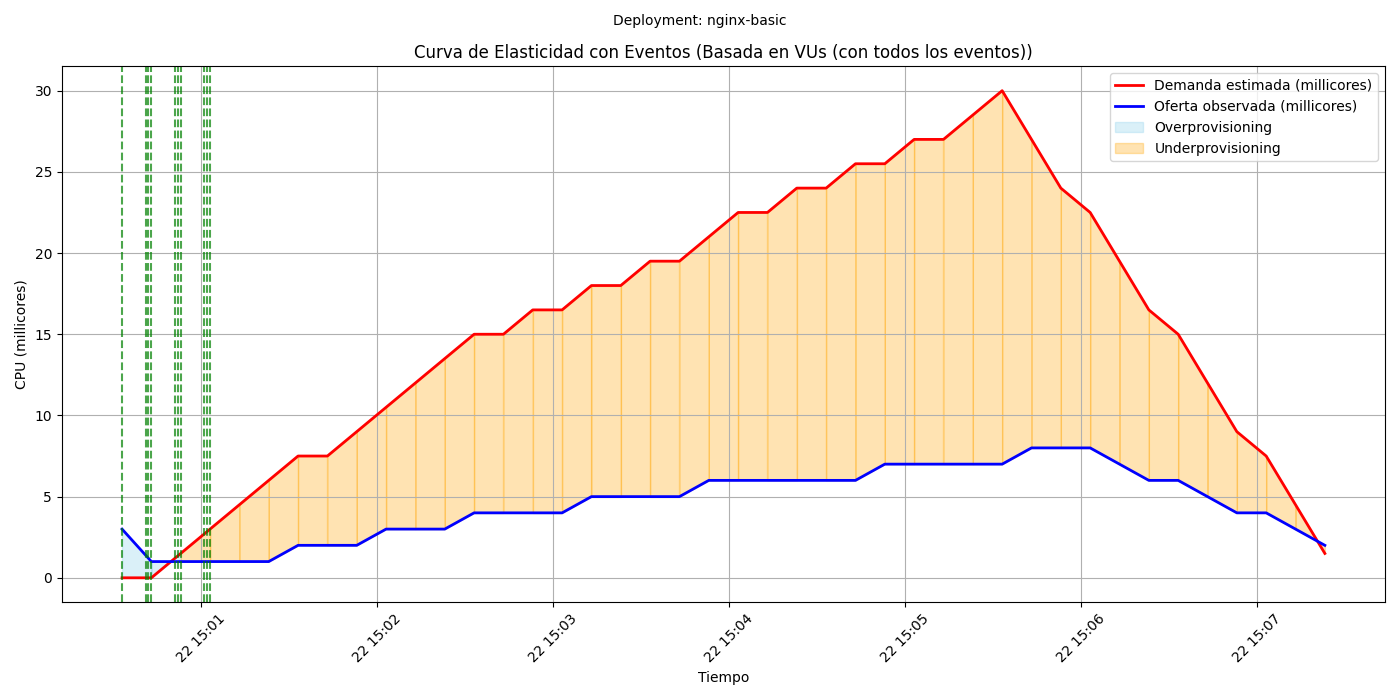 Deployment: nginx-basic
Curva de Elasticidad con Eventos (Basada en VUs (con todos los eventos))
Demanda estimada (millicores)
Oferta observada (millicores)
Overprovisioning
Underprovisioning
CPU (millicores)
30
25
20
15
10
5
0
22 15:01
22 15:02
22 15:03
22 15:04
22 15:05
22 15:06
22 15:07
Tiempo